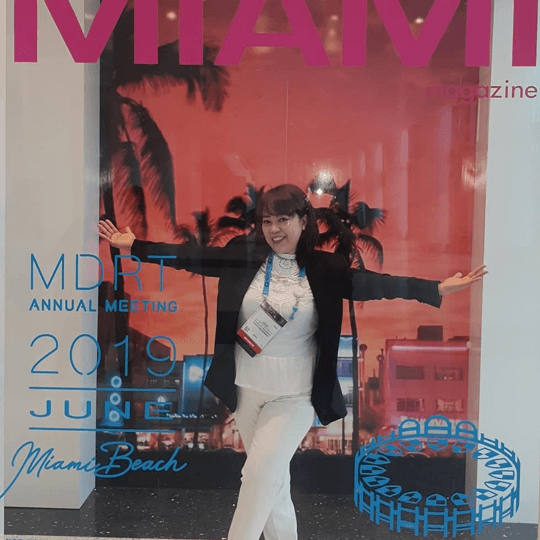 MIAMI
magazine
MDRT
ANNUAL MEETING
2019
JUNE
Miami Beach